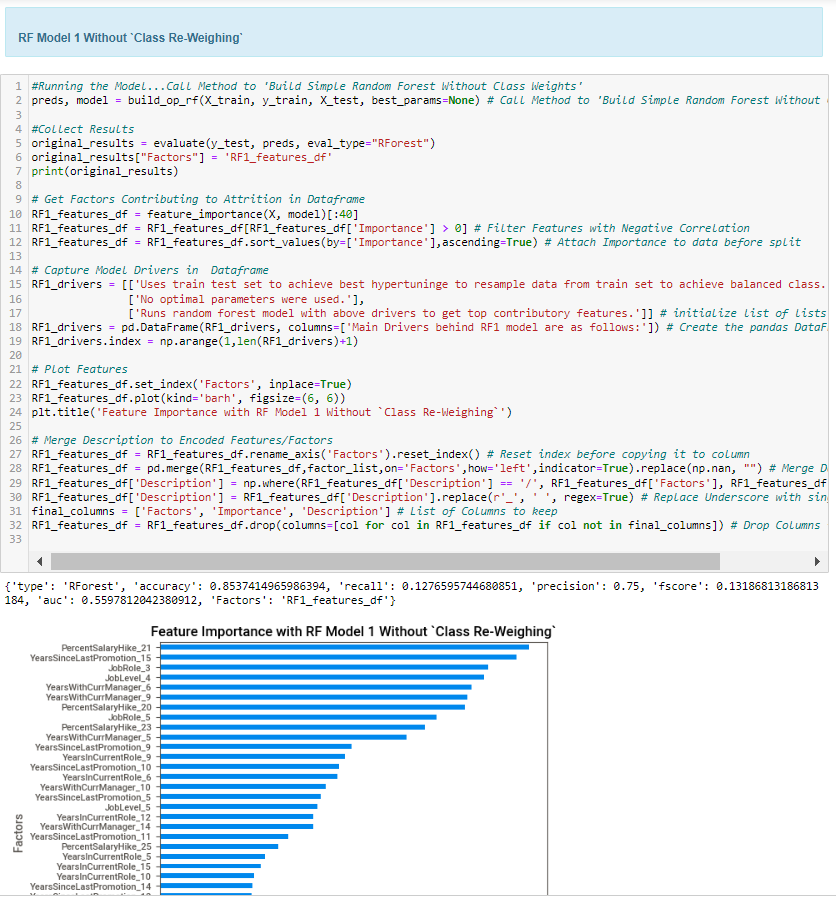 RF Model 1 Without `Class Re-Weighing`
1 #Running the Model...Call Method to 'Build Simple Random Forest Without Class Weights'
2 preds, model = build_op_rf(X_train, y_train, X_test, best_params=None) # Call Method to 'Build Simple Random Forest Without
3
4 #Collect Results
5 original_results = evaluate(y_test, preds, eval_type="RForest")
6 original_results["Factors"] = 'RF1_features_df'
7 print(original_results)
8
9 # Get Factors Contributing to Attrition in Dataframe
10 RF1_features_df = feature_importance(X, model)[:40]
11 RF1_features_df = RF1_features_df[RF1_features_df['Importance'] > 0] # Filter Features with Negative Correlation
12 RF1_features_df = RF1_features_df.sort_values(by=['Importance'],ascending=True) # Attach Importance to data before split
13
14 # Capture Model Drivers in  Dataframe
15 RF1_drivers = [['Uses train test set to achieve best hypertuninge to resample data from train set to achieve balanced class.
16 ['No optimal parameters were used.'],
17 ['Runs random forest model with above drivers to get top contributory features.']] # initialize list of lists
18 RF1_drivers = pd.DataFrame(RF1_drivers, columns=['Main Drivers behind RF1 model are as follows:']) # Create the pandas DataF
19 RF1_drivers.index = np.arange(1,len(RF1_drivers)+1)
20
21 # Plot Features
22 RF1_features_df.set_index('Factors', inplace=True)
23 RF1_features_df.plot(kind='barh', figsize=(6, 6))
24 plt.title('Feature Importance with RF Model 1 Without `Class Re-Weighing`')
25
26 # Merge Description to Encoded Features/Factors
27 RF1_features_df = RF1_features_df.rename_axis('Factors').reset_index() # Reset index before copying it to column
28 RF1_features_df = pd.merge(RF1_features_df,factor_list,on='Factors',how='left',indicator=True).replace(np.nan, "") # Merge D
29 RF1_features_df['Description'] = np.where(RF1_features_df['Description'] == '/', RF1_features_df['Factors'], RF1_features_df
30 RF1_features_df['Description'] = RF1_features_df['Description'].replace(r'_', ' ', regex=True) # Replace Underscore with sin
31 final_columns = ['Factors', 'Importance', 'Description'] # List of Columns to keep
32 RF1_features_df = RF1_features_df.drop(columns=[col for col in RF1_features_df if col not in final_columns]) # Drop Columns
33
{'type': 'RForest', 'accuracy': 0.8537414965986394, 'recall': 0.1276595744680851, 'precision': 0.75, 'fscore': 0.13186813186813
184, 'auc': 0.5597812042380912, 'Factors': 'RF1_features_df'}
Feature Importance with RF Model 1 Without `Class Re-Weighing`
PercentSalaryHike_21
YearsSinceLastPromotion_15
JobRole_3
JobLevel_4
YearsWithCurrManager_6
YearsWithCurrManager_9
PercentSalaryHike_20
JobRole_5
PercentSalaryHike_23
YearsWithCurrManager_5
YearsSinceLastPromotion_9
YearsInCurrentRole_9
YearsSinceLastPromotion_10
YearsInCurrentRole_6
YearsWithCurrManager_10
YearsSinceLastPromotion_5
JobLevel_5
YearsInCurrentRole_12
YearsWithCurrManager_14
YearsSinceLastPromotion_11
PercentSalaryHike_25
YearsInCurrentRole_5
YearsInCurrentRole_15
YearsInCurrentRole_10
YearsSinceLastPromotion_14
Factors